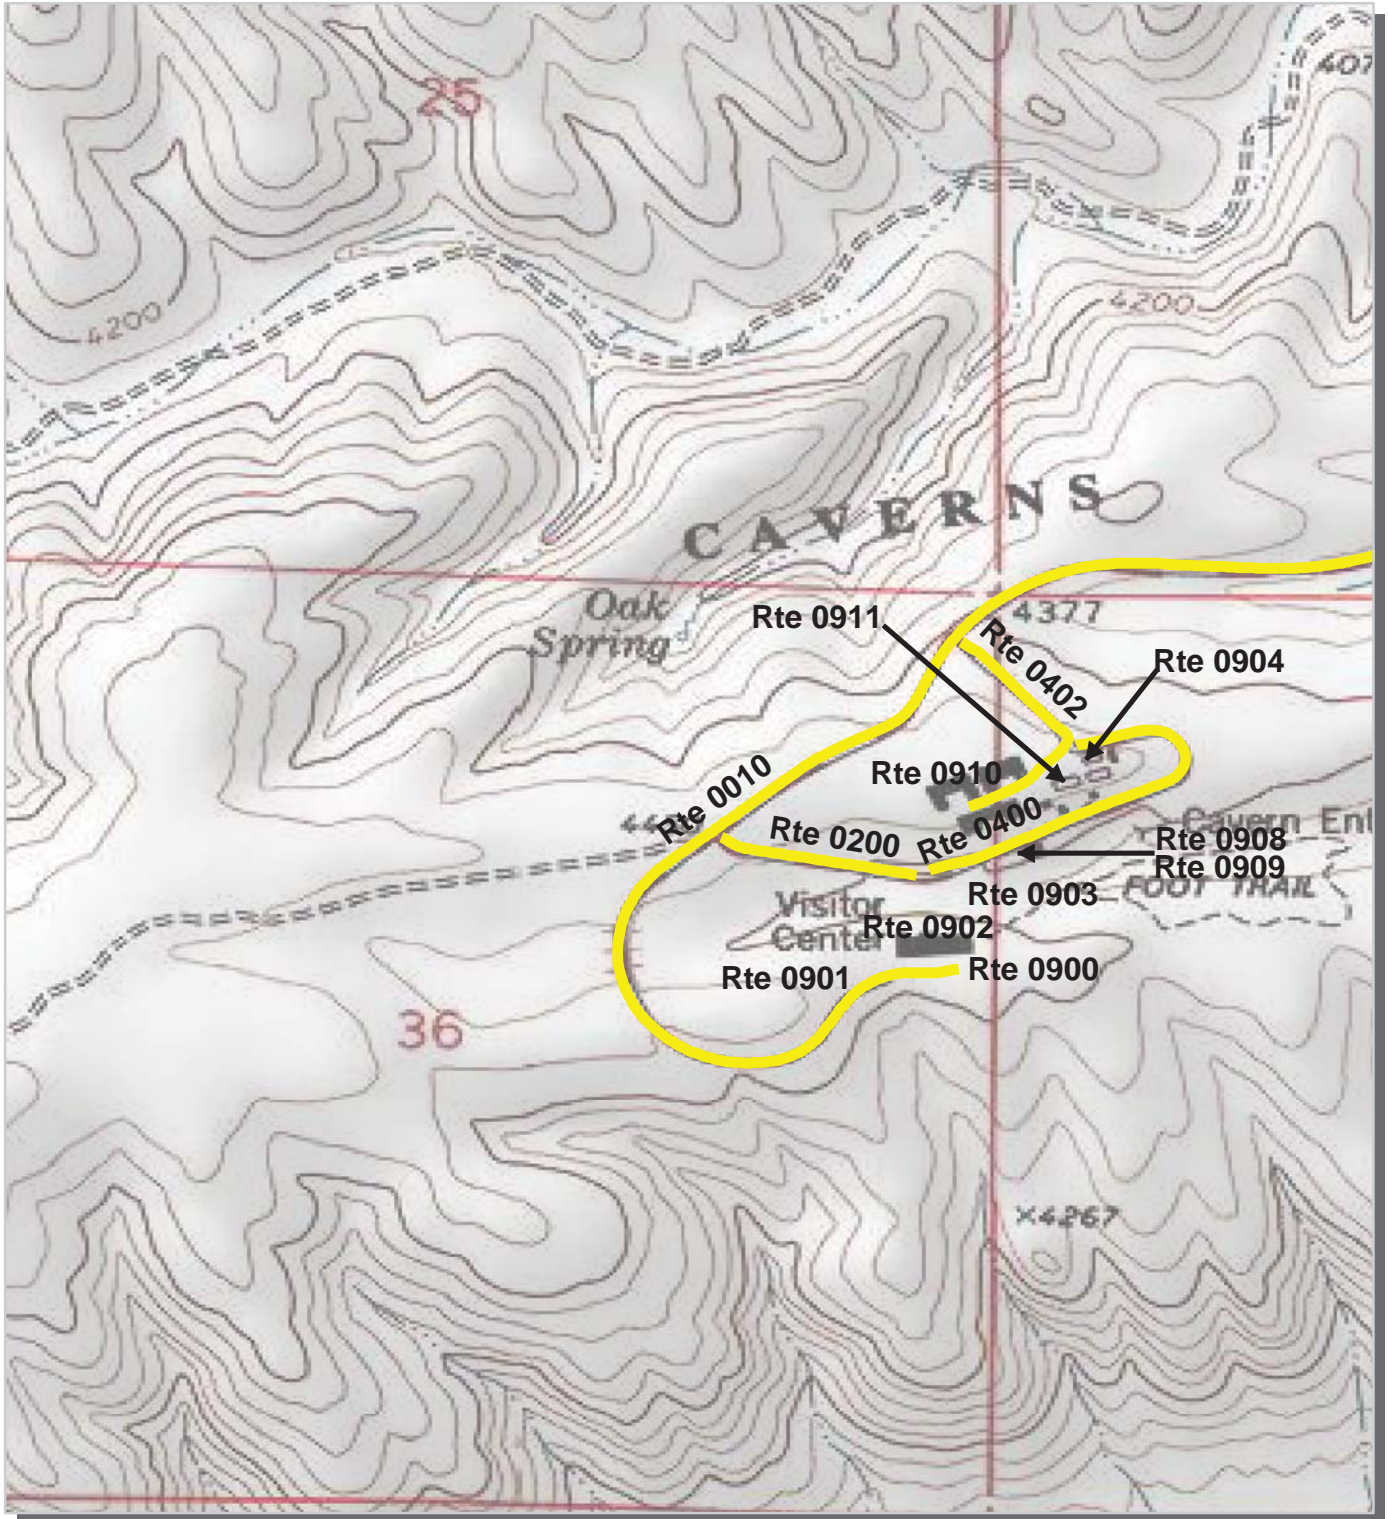 25
407
4200
4200
CAVERNS
Oak
Spring
4377
Rte 0911
Rte 0402
Rte 0904
Rte 0010
Rte 0910
Rte 0200
Rte 0400
Cavern Ent
Rte 0908
Rte 0909
FOOT TRAIL
Rte 0903
Visitor
Center
Rte 0902
Rte 0901
Rte 0900
36
×4267